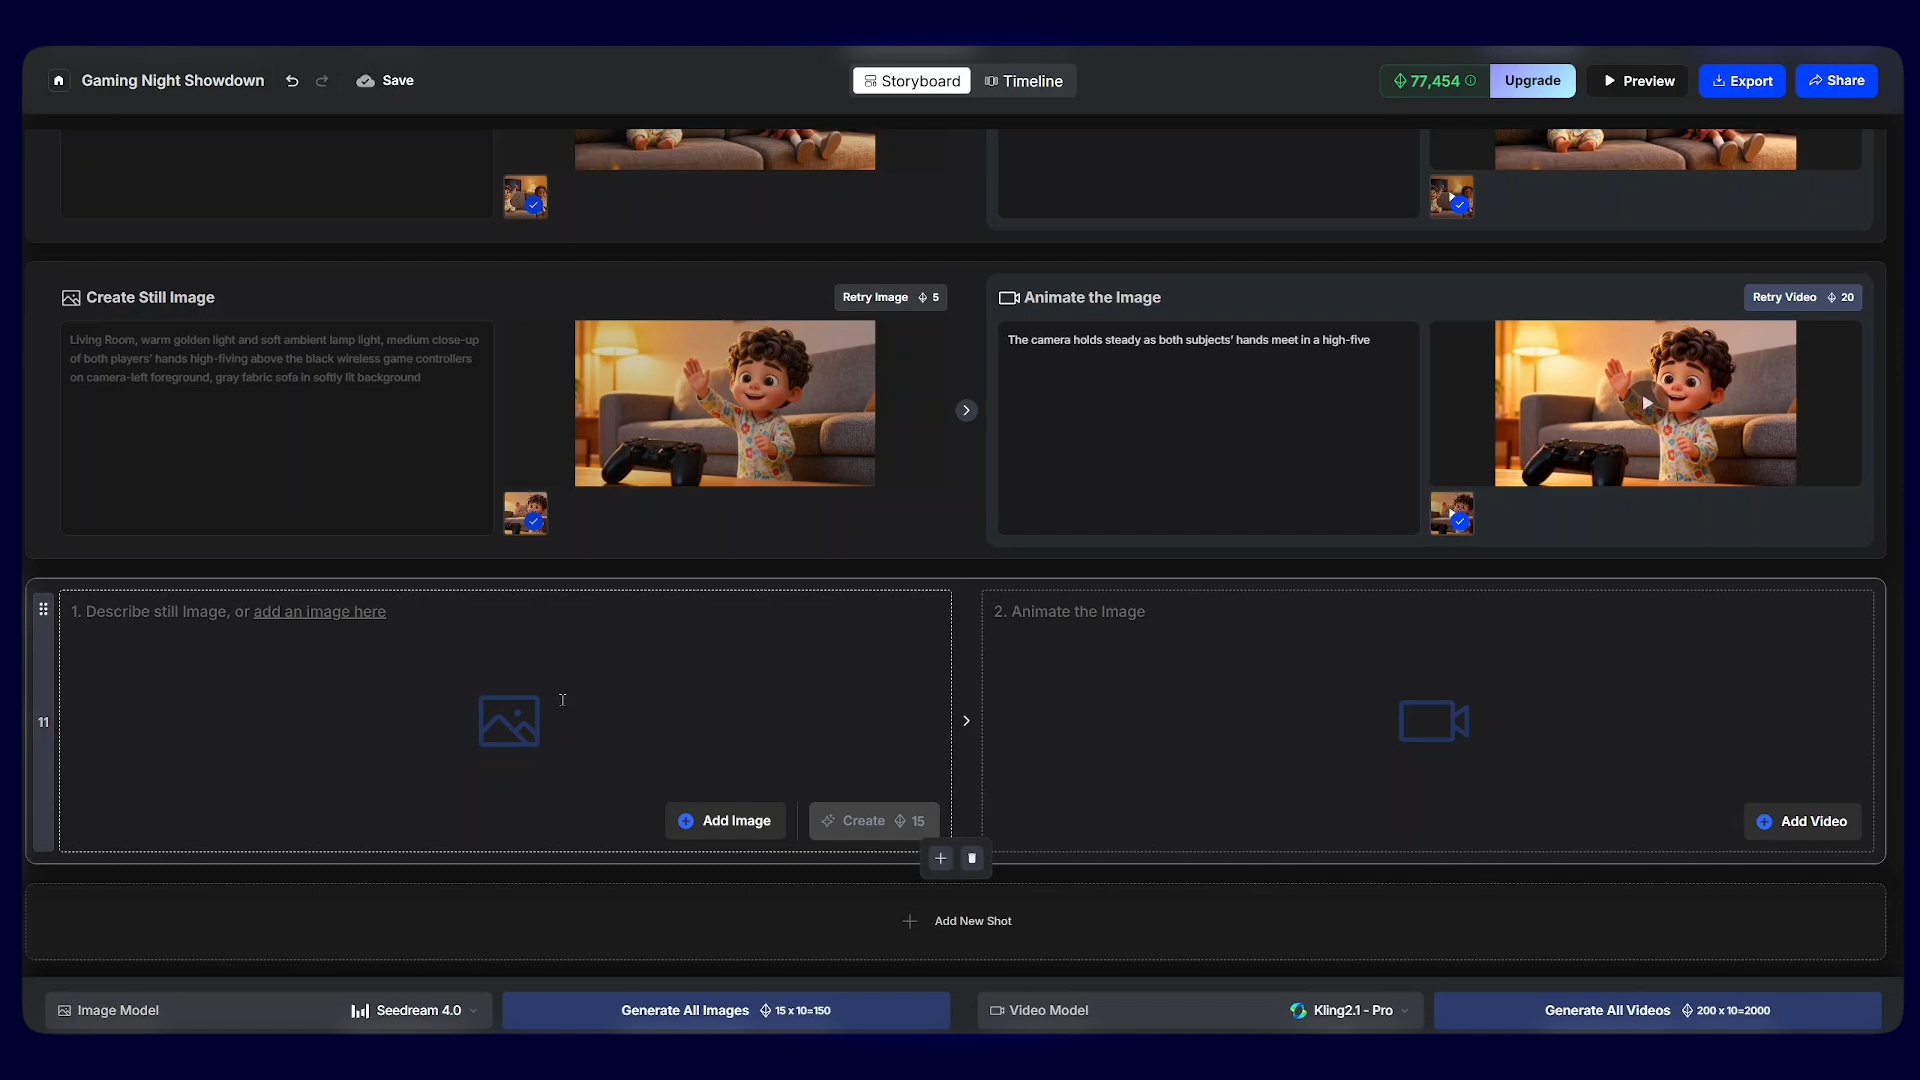 Gaming Night Showdown
Save
Storyboard
Timeline
77,454
Upgrade
Preview
Export
Share
Create Still Image
Retry Image 5
Living Room, warm golden light and soft ambient lamp light, medium close-up
of both players' hands high-fiving above the black wireless game controllers
on camera-left foreground, gray fabric sofa in softly lit background
Animate the Image
Retry Video 20
The camera holds steady as both subjects' hands meet in a high-five
11
1. Describe still Image, or add an image here
Add Image
Create 15
2. Animate the Image
Add Video
Add New Shot
Image Model
Seedream 4.0
Generate All Images 15 x 10=150
Video Model
Kling2.1 - Pro
Generate All Videos 200 x 10=2000